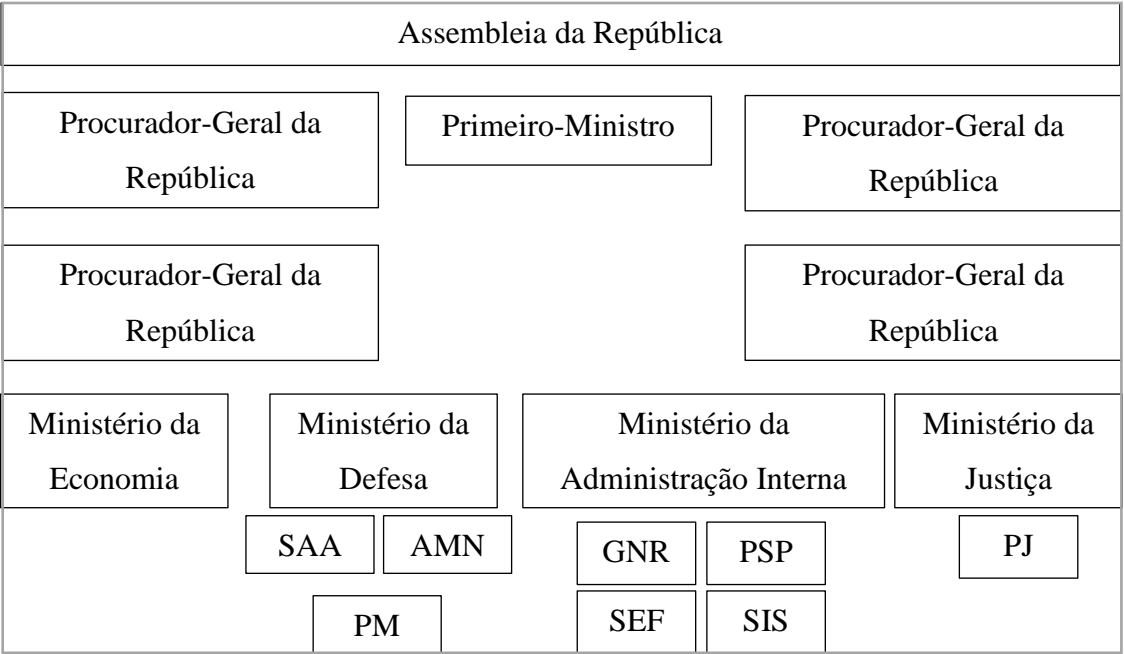 Assembleia da República
Procurador-Geral da
República
Primeiro-Ministro
Procurador-Geral da
República
Procurador-Geral da
República
Procurador-Geral da
República
Ministério da
Economia
Ministério da
Defesa
Ministério da
Administração Interna
Ministério da
Justiça
SAA
AMN
GNR
PSP
PJ
PM
SEF
SIS